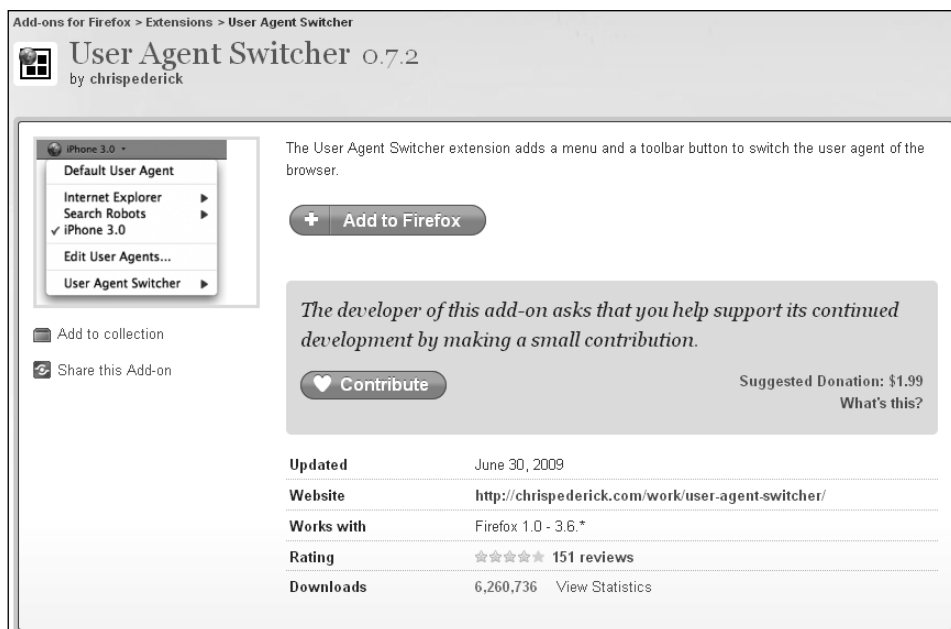 Add-ons for Firefox > Extensions > User Agent Switcher
User Agent Switcher 0.7.2
by chrispederick
iPhone 3.0
Default User Agent
Internet Explorer
Search Robots
✓ iPhone 3.0
Edit User Agents...
User Agent Switcher
Add to collection
Share this Add-on
The User Agent Switcher extension adds a menu and a toolbar button to switch the user agent of the
browser.
Add to Firefox
The developer of this add-on asks that you help support its continued
development by making a small contribution.
Contribute
Suggested Donation: $1.99
What's this?
Updated June 30, 2009
Website http://chrispederick.com/work/user-agent-switcher/
Works with Firefox 1.0 - 3.6.*
Rating 151 reviews
Downloads 6,260,736 View Statistics